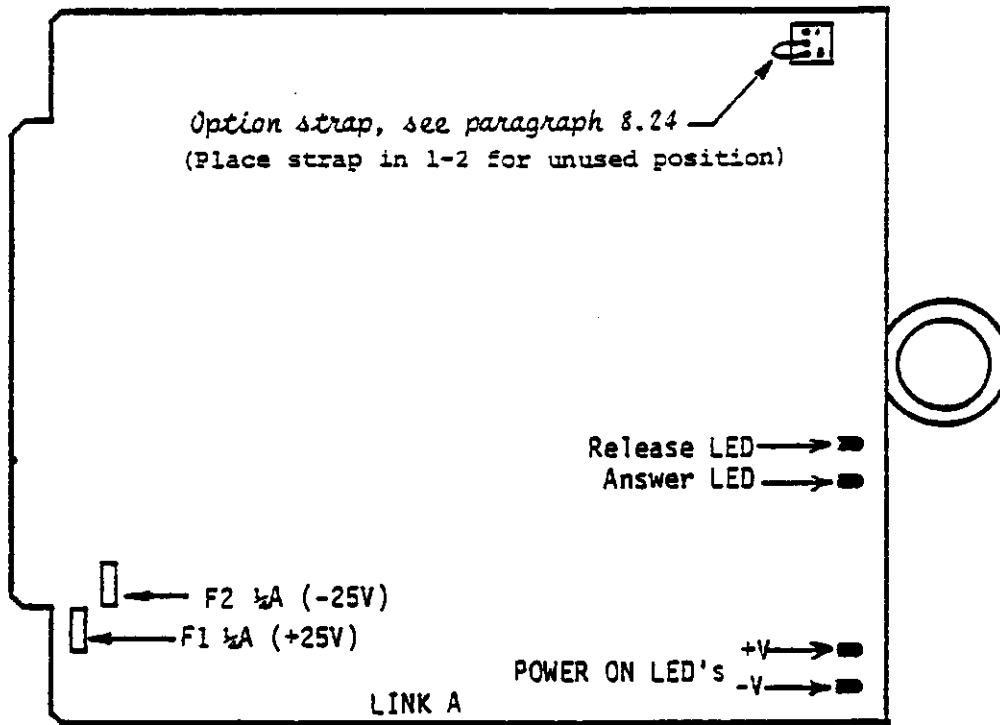 Option strap, see paragraph 8.24
(Place strap in 1-2 for unused position)
Release LED
Answer LED
F2 ½A (-25V)
F1 ½A (+25V)
+V
POWER ON LED's
-V
LINK A